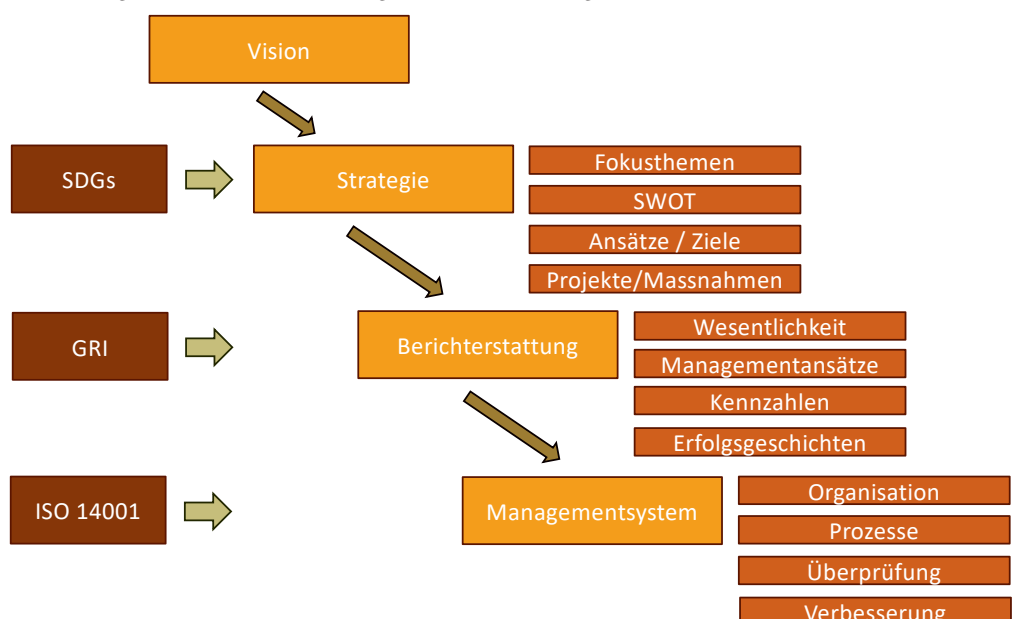 Vision
SDGs
Strategie
Fokusthemen
SWOT
Ansätze / Ziele
Projekte/Massnahmen
GRI
Berichterstattung
Wesentlichkeit
Managementansätze
Kennzahlen
Erfolgsgeschichten
ISO 14001
Managementsystem
Organisation
Prozesse
Überprüfung
Verbesserung